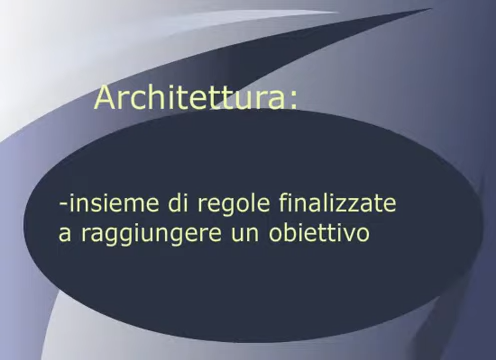 Architettura:
-insieme di regole finalizzate
a raggiungere un obiettivo